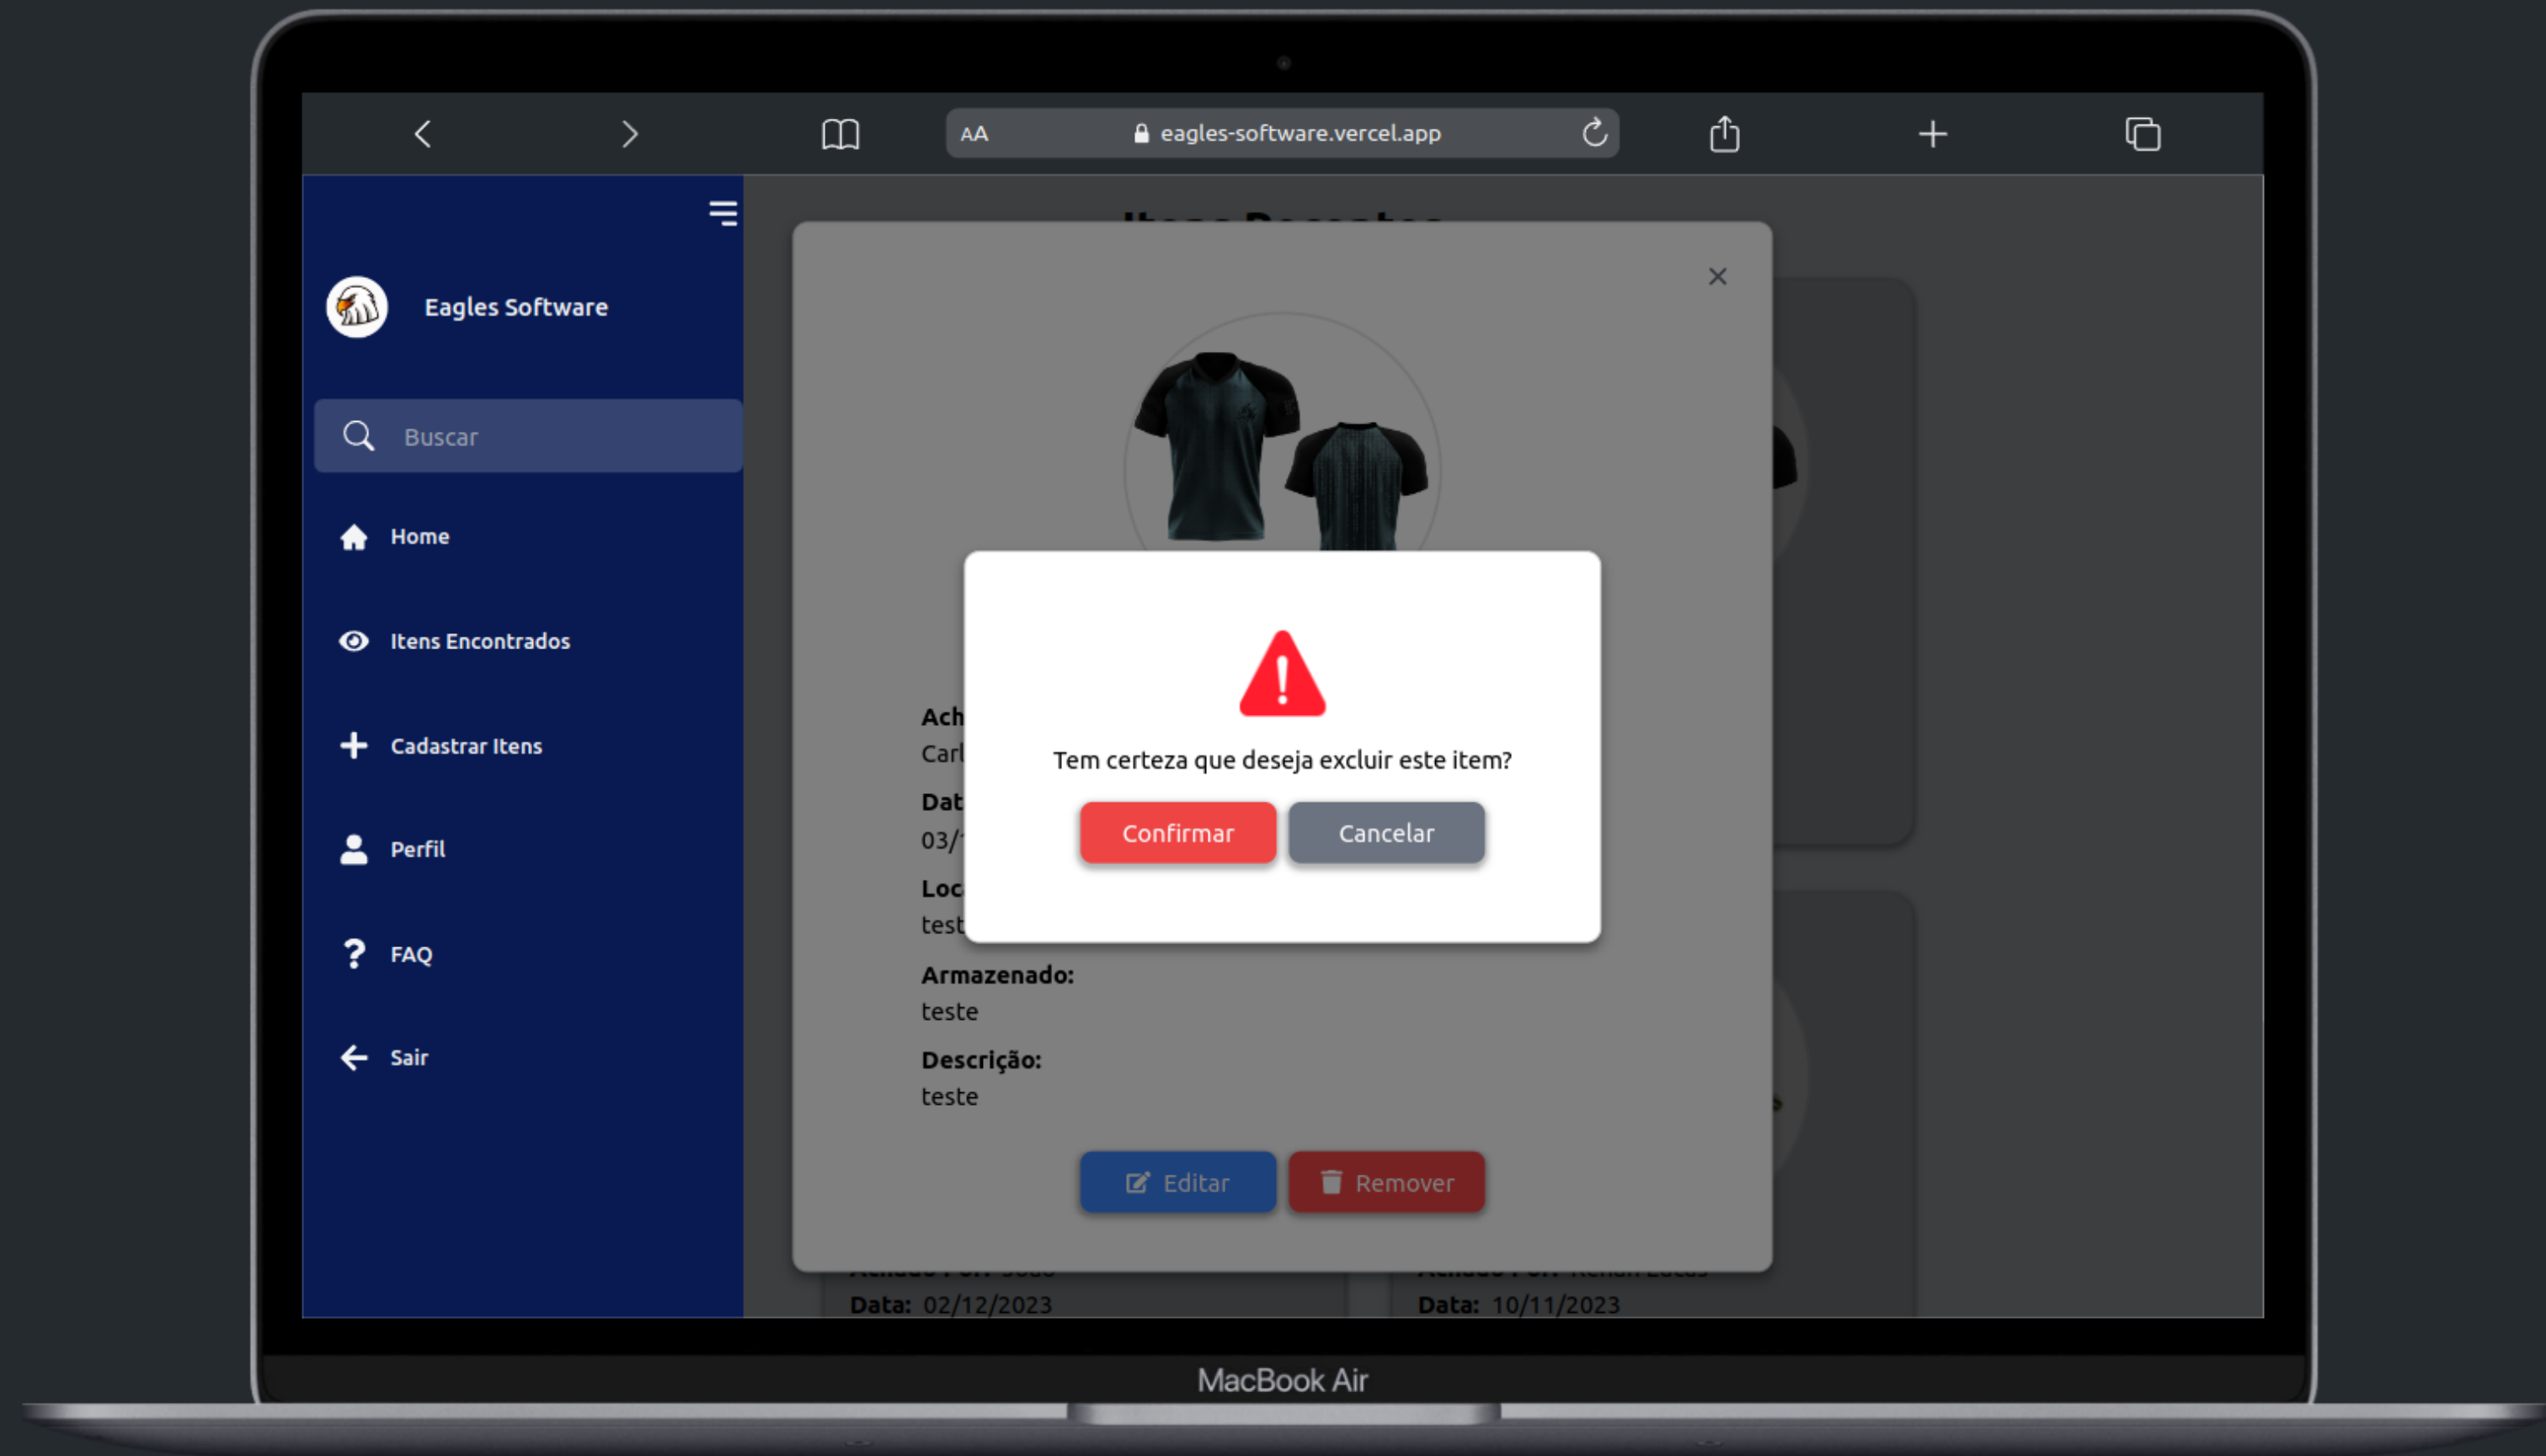 AA
eagles-software.vercel.app
Eagles Software
Buscar
Home
Itens Encontrados
Cadastrar Itens
Perfil
FAQ
Sair
Tem certeza que deseja excluir este item?
Confirmar
Cancelar
Armazenado:
teste
Descrição:
teste
Editar
Remover
Data: 02/12/2023
Data: 10/11/2023
MacBook Air